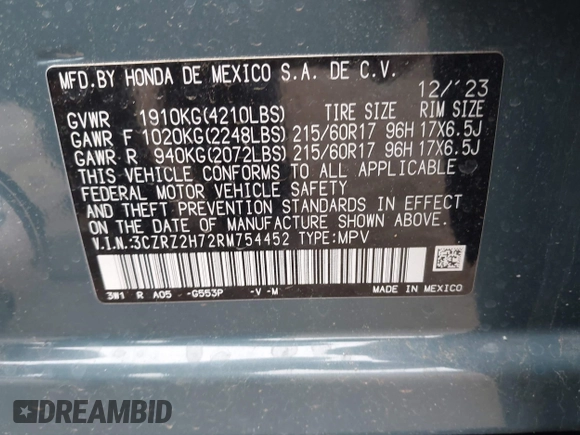 MFD.BY HONDA DE MEXICO S.A. DE C.V.
12/'23
GVWR 1910KG(4210LBS) TIRE SIZE RIM SIZE
GAWR F 1020KG(2248LBS) 215/60R17 96H 17X6.5J
GAWR R 940KG(2072LBS) 215/60R17 96H 17X6.5J
THIS VEHICLE CONFORMS TO ALL APPLICABLE
FEDERAL MOTOR VEHICLE SAFETY
AND THEFT PREVENTION STANDARDS IN EFFECT ON THE
DATE OF MANUFACTURE SHOWN ABOVE.
V.I.N:3CZRZ2H72RM754452 TYPE:MPV
3W1 R A05 -G553P -V -M
MADE IN MEXICO
DREAMBID